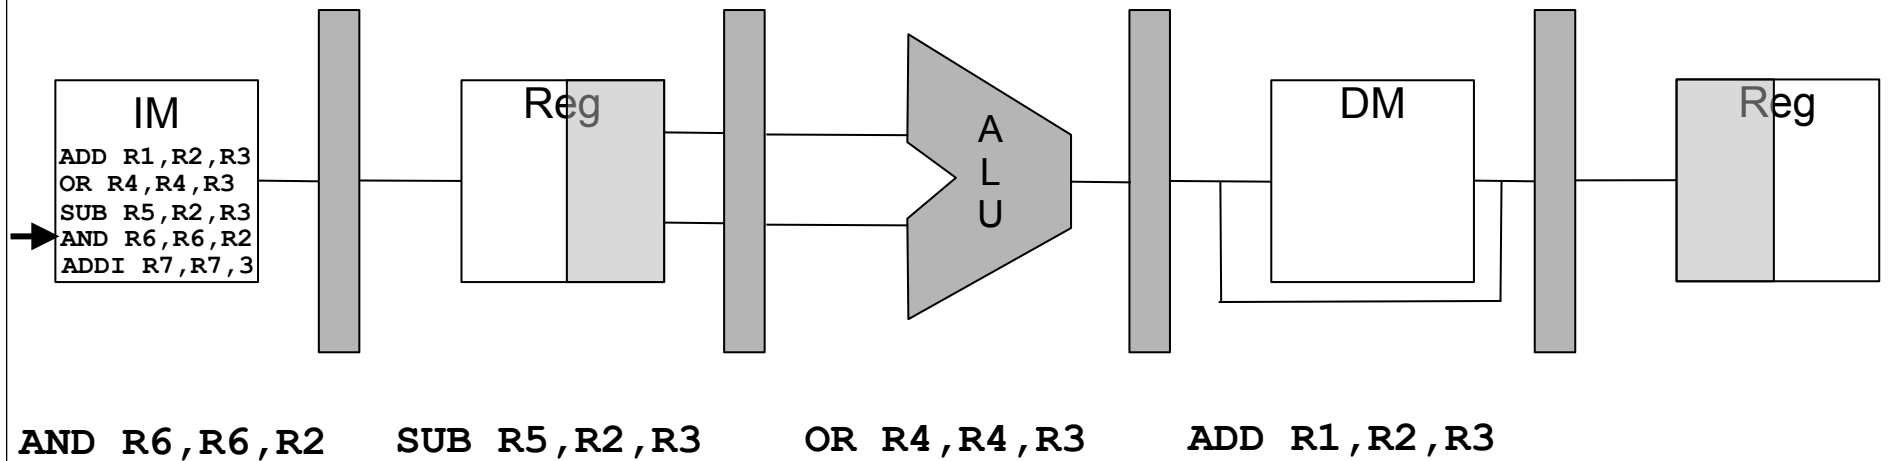 IM
ADD R1,R2,R3
OR R4,R4,R3
SUB R5,R2,R3
AND R6,R6,R2
ADDI R7,R7,3
Reg
A
L
U
DM
Reg
AND R6,R6,R2
SUB R5,R2,R3
OR R4,R4,R3
ADD R1,R2,R3